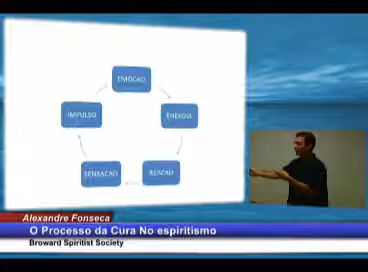 EMOCAO
ENERGIA
REACAO
SENSACAO
IMPULSO
Alexandre Fonseca
O Processo da Cura No espiritismo
Broward Spiritist Society